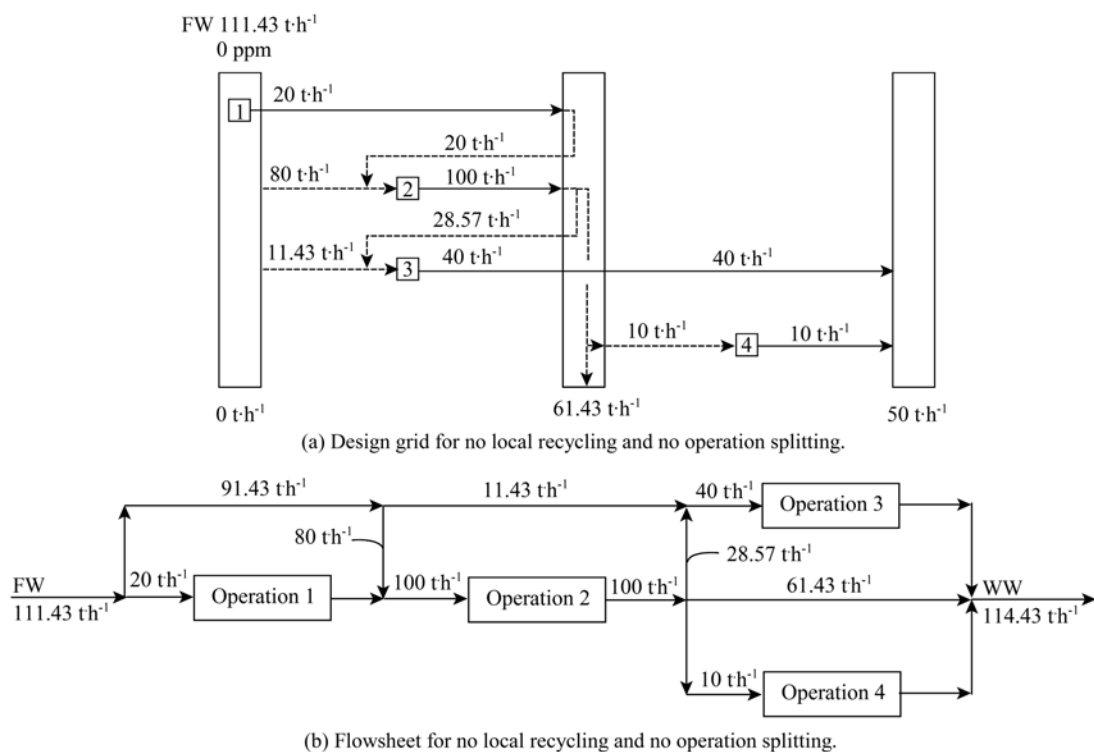 FW 111.43 t·h⁻¹
0 ppm
1
20 t·h⁻¹
20 t·h⁻¹
80 t·h⁻¹
2
100 t·h⁻¹
28.57 t·h⁻¹
11.43 t·h⁻¹
3
40 t·h⁻¹
40 t·h⁻¹
10 t·h⁻¹
4
10 t·h⁻¹
0 t·h⁻¹
61.43 t·h⁻¹
50 t·h⁻¹
(a) Design grid for no local recycling and no operation splitting.
91.43 t·h⁻¹
11.43 t·h⁻¹
40 t·h⁻¹
Operation 3
80 t·h⁻¹
28.57 t·h⁻¹
FW
20 t·h⁻¹
Operation 1
100 t·h⁻¹
Operation 2
100 t·h⁻¹
61.43 t·h⁻¹
WW
111.43 t·h⁻¹
114.43 t·h⁻¹
10 t·h⁻¹
Operation 4
(b) Flowsheet for no local recycling and no operation splitting.